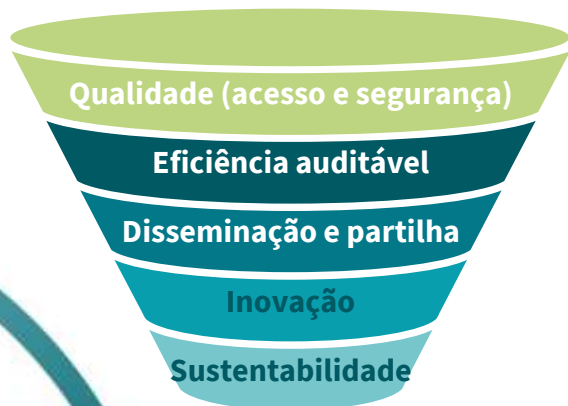 Qualidade (acesso e segurança)
Eficiência auditável
Disseminação e partilha
Inovação
Sustentabilidade